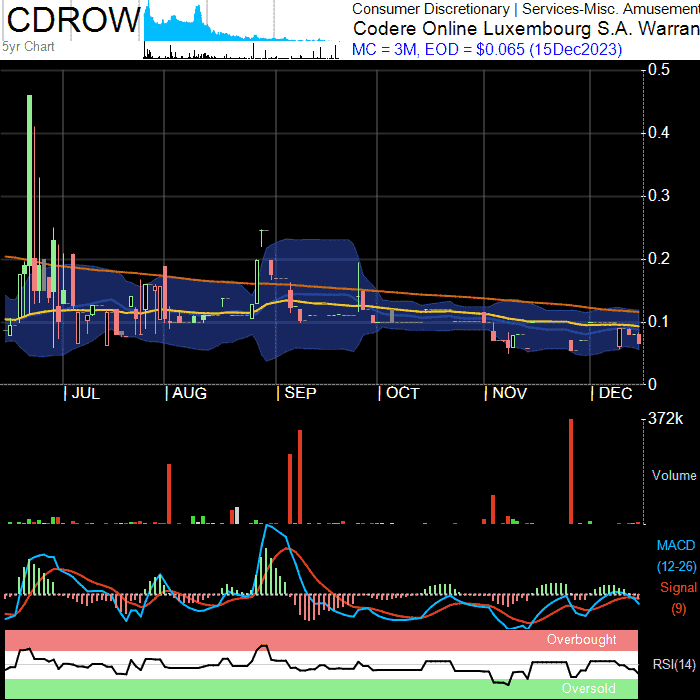 CDROW
5yr Chart
Consumer Discretionary | Services-Misc. Amusement
Codere Online Luxembourg S.A. Warran
MC = 3M, EOD = $0.065 (15Dec2023)
0.5
0.4
0.3
0.2
0.1
0
| JUL | AUG | SEP | OCT | NOV | DEC
372k
Volume
MACD
(12-26)
Signal
(9)
Overbought
RSI(14)
Oversold